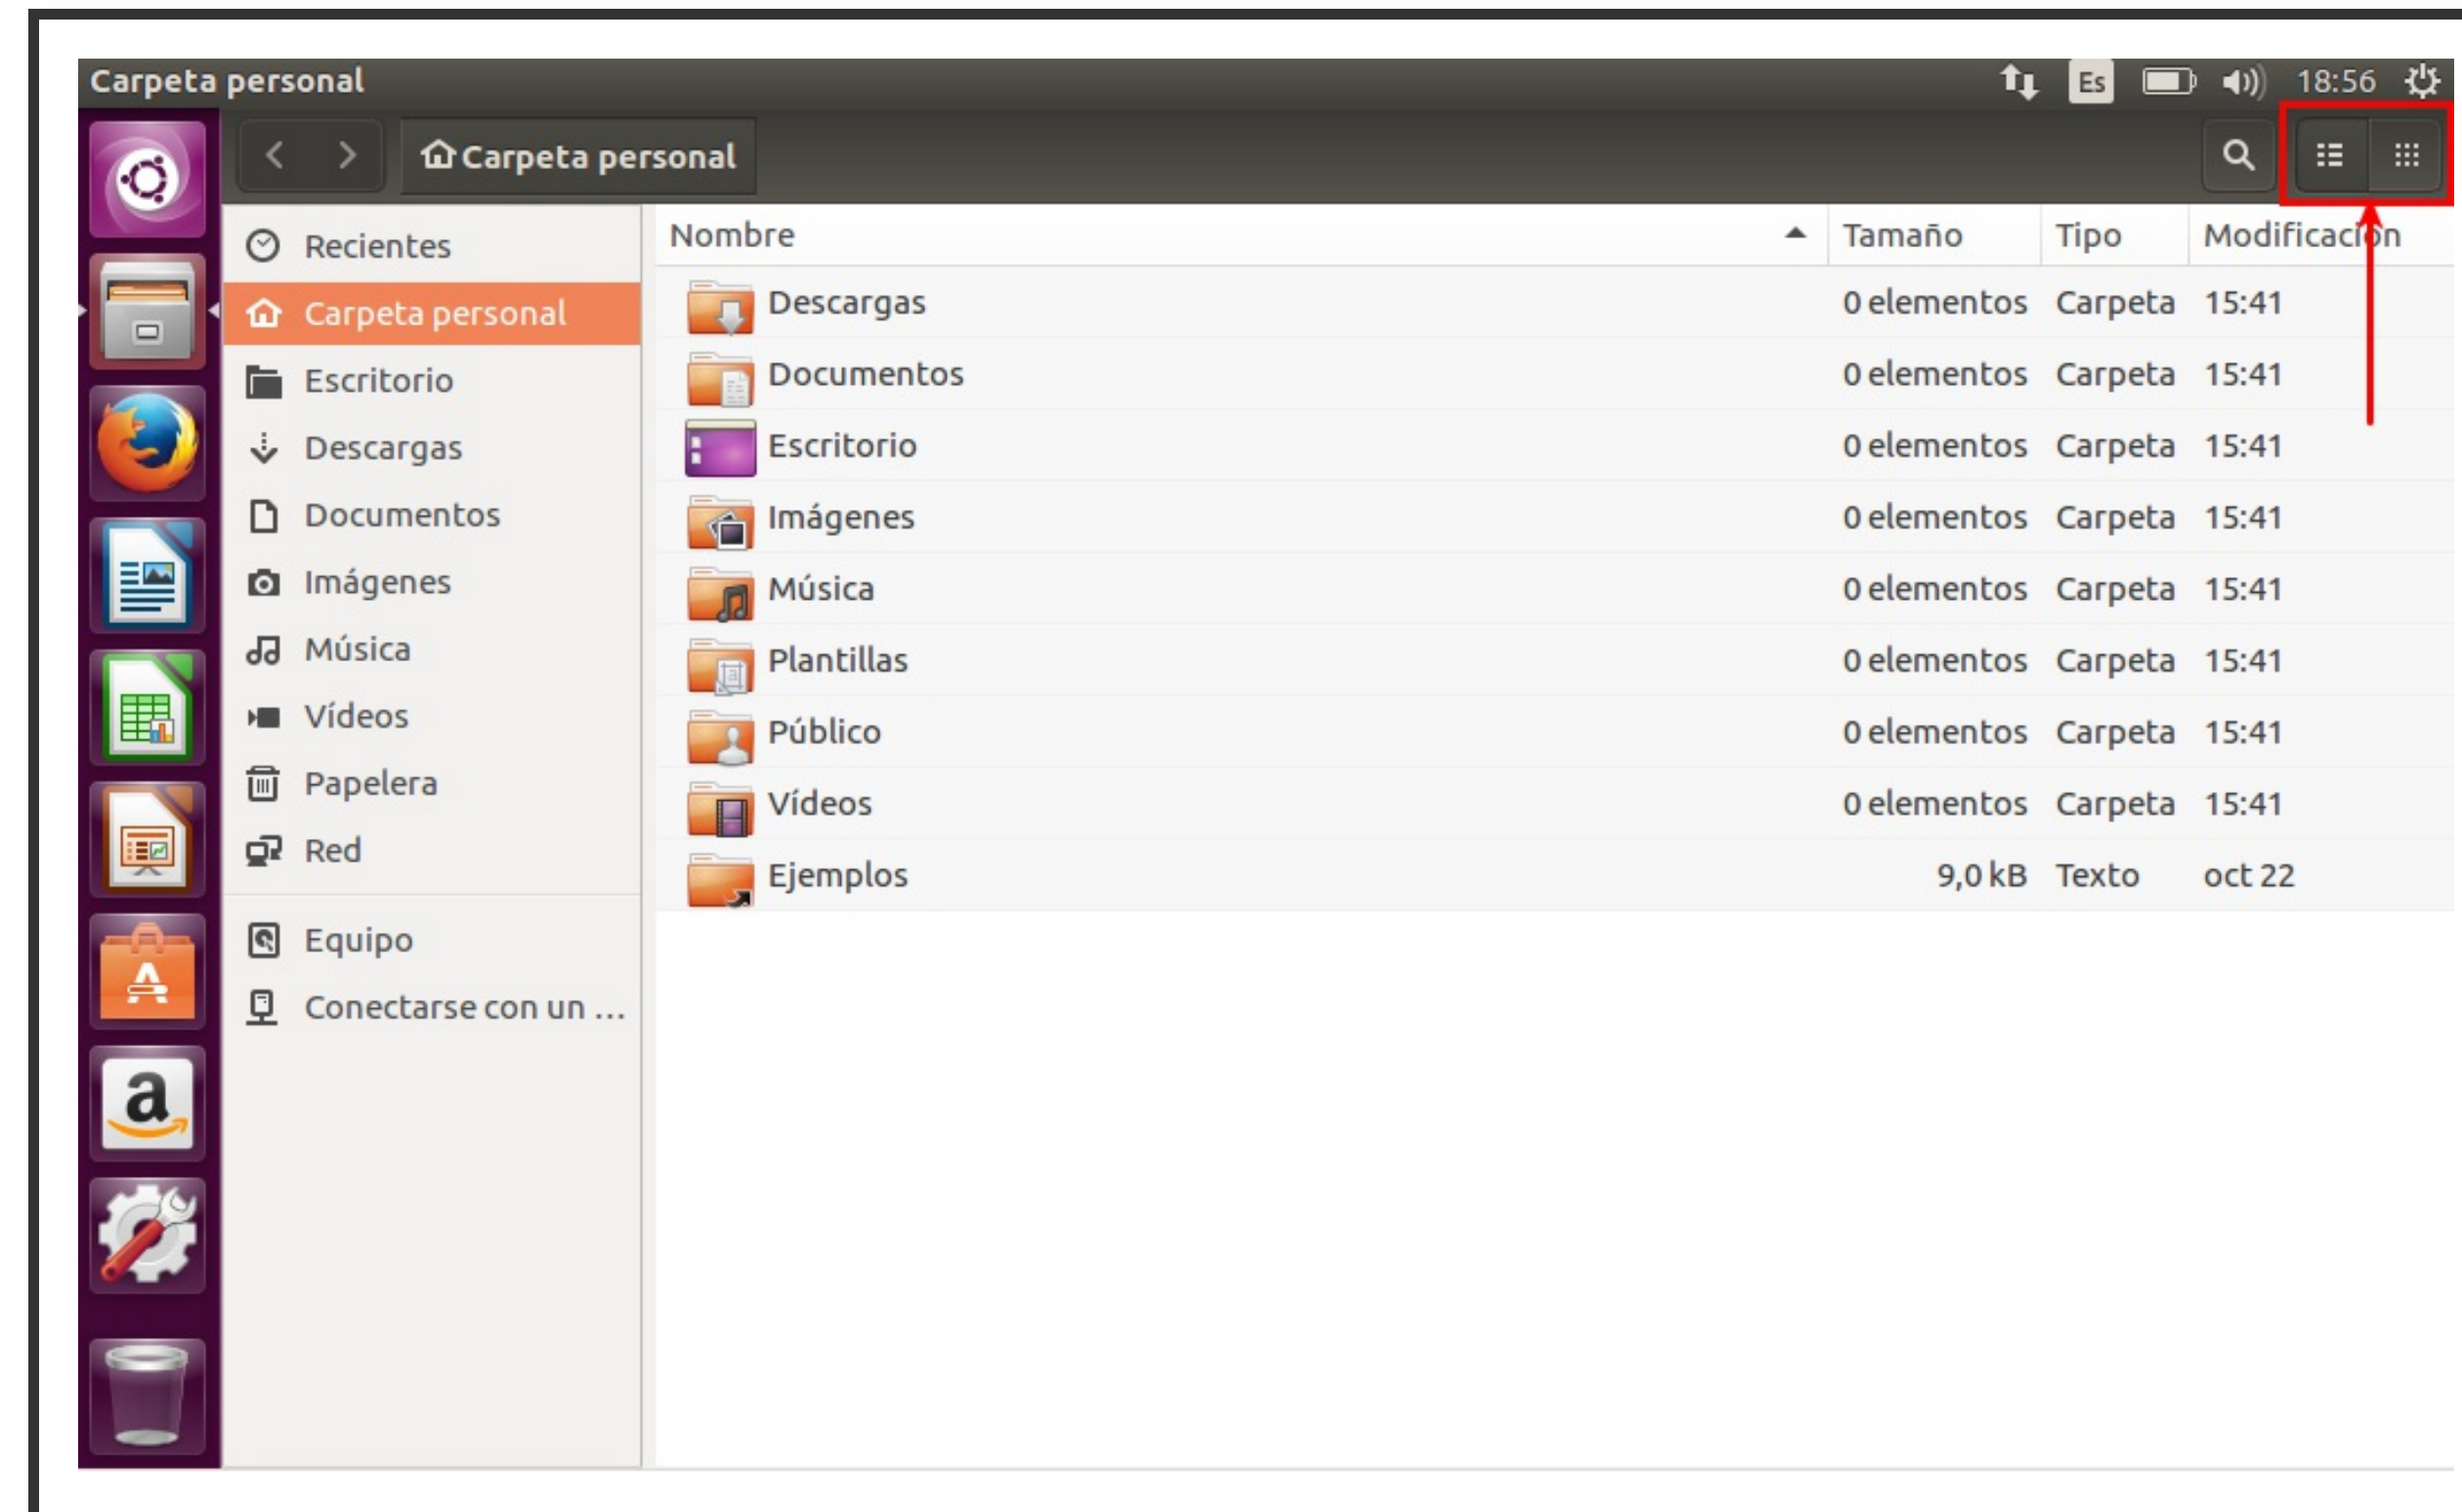 Carpeta personal
Es 18:56
Carpeta personal
Recientes
Carpeta personal
Escritorio
Descargas
Documentos
Imágenes
Música
Vídeos
Papelera
Red
Equipo
Conectarse con un ...
Nombre Tamaño Tipo Modificación
Descargas 0 elementos Carpeta 15:41
Documentos 0 elementos Carpeta 15:41
Escritorio 0 elementos Carpeta 15:41
Imágenes 0 elementos Carpeta 15:41
Música 0 elementos Carpeta 15:41
Plantillas 0 elementos Carpeta 15:41
Público 0 elementos Carpeta 15:41
Vídeos 0 elementos Carpeta 15:41
Ejemplos 9,0 kB Texto oct 22